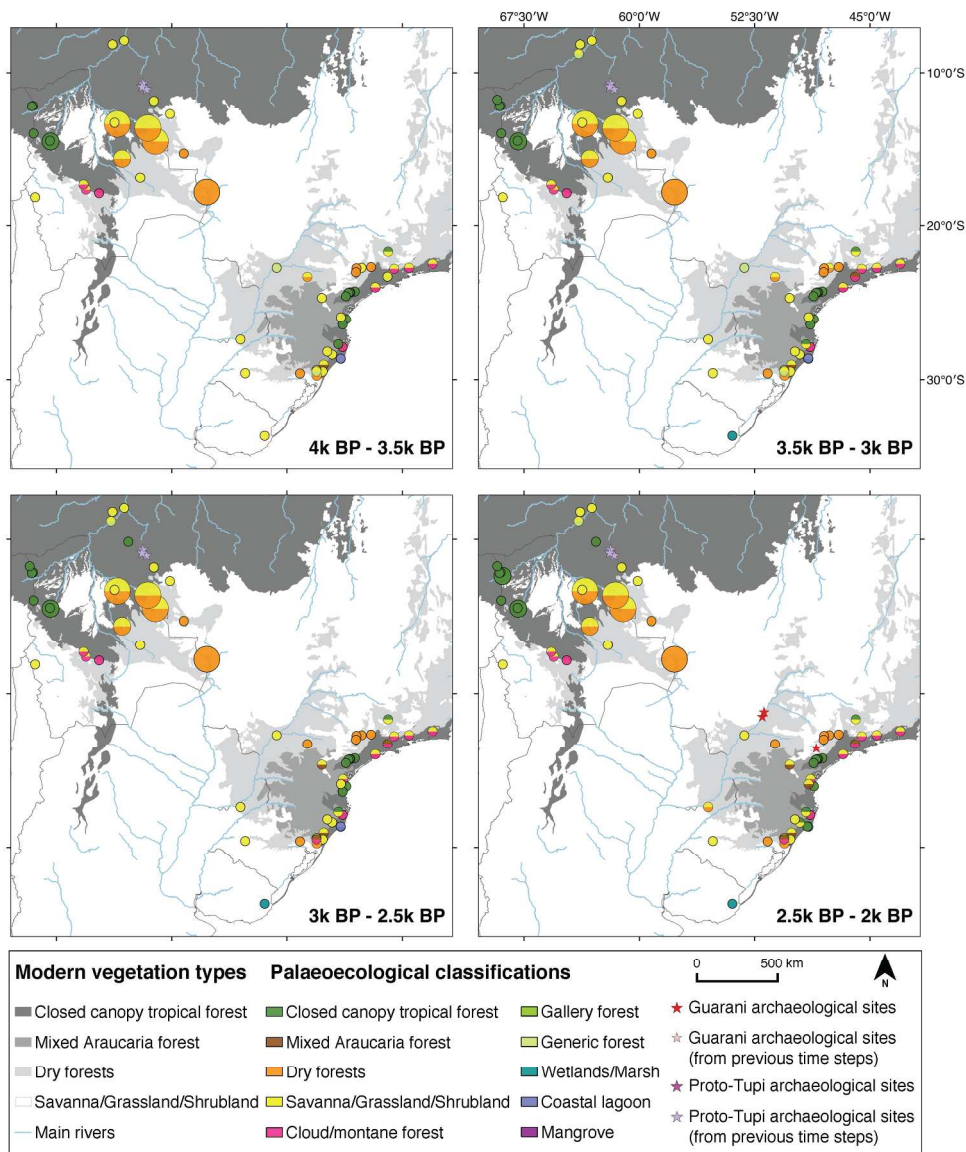 67°30'S W 60°0'W 52°30'W 45°0'W
10°0'S
20°0'S
30°0'S
4k BP - 3.5k BP
3.5k BP - 3k BP
3k BP - 2.5k BP
2.5k BP - 2k BP
Modern vegetation types
Closed canopy tropical forest
Mixed Araucaria forest
Dry forests
Savanna/Grassland/Shrubland
Main rivers
Palaeoecological classifications
Closed canopy tropical forest
Mixed Araucaria forest
Dry forests
Savanna/Grassland/Shrubland
Cloud/montane forest
Gallery forest
Generic forest
Wetlands/Marsh
Coastal lagoon
Mangrove
0 500 km
N
Guarani archaeological sites
Guarani archaeological sites
(from previous time steps)
Proto-Tupi archaeological sites
Proto-Tupi archaeological sites
(from previous time steps)